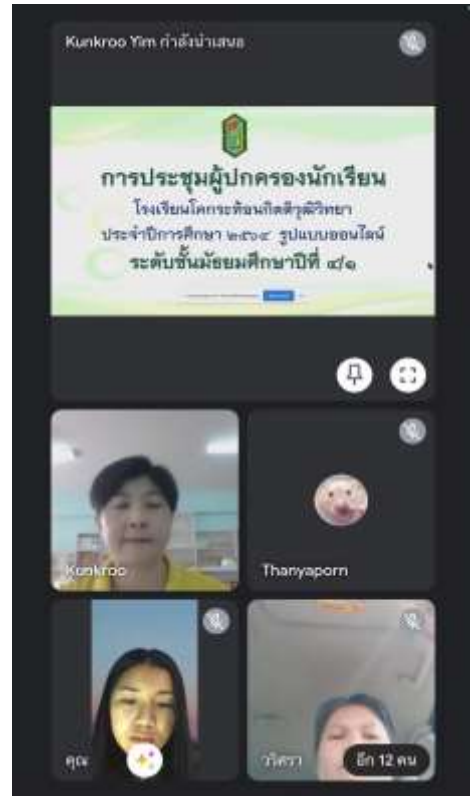 Kunkroo Yim กำลังนำเสนอ
การประชุมผู้ปกครองนักเรียน
โรงเรียนโคกกระท้อนกิตติวุฒิวิทยา
ประจำปีการศึกษา ๒๕๖๔ รูปแบบออนไลน์
ระดับชั้นมัธยมศึกษาปีที่ ๔/๑
Kunkroo
Thanyaporn
คุณ
วริศรา
อีก 12 คน